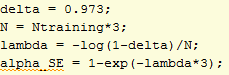 delta = 0.973;
N = Ntraining*3;
lambda = -log(1-delta)/N;
alpha_SE = 1-exp(-lambda*3);